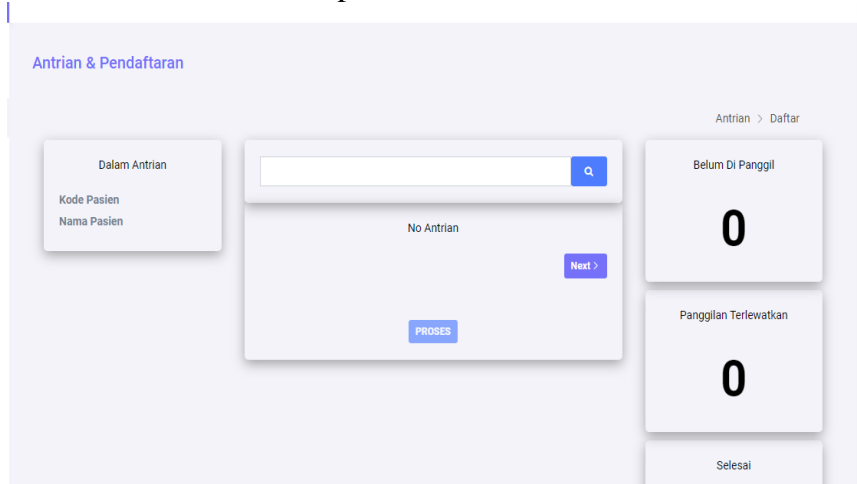 Antrian & Pendaftaran
Antrian > Daftar
Dalam Antrian
Kode Pasien
Nama Pasien
No Antrian
Next >
PROSES
Belum Di Panggil
0
Panggilan Terlewatkan
0
Selesai